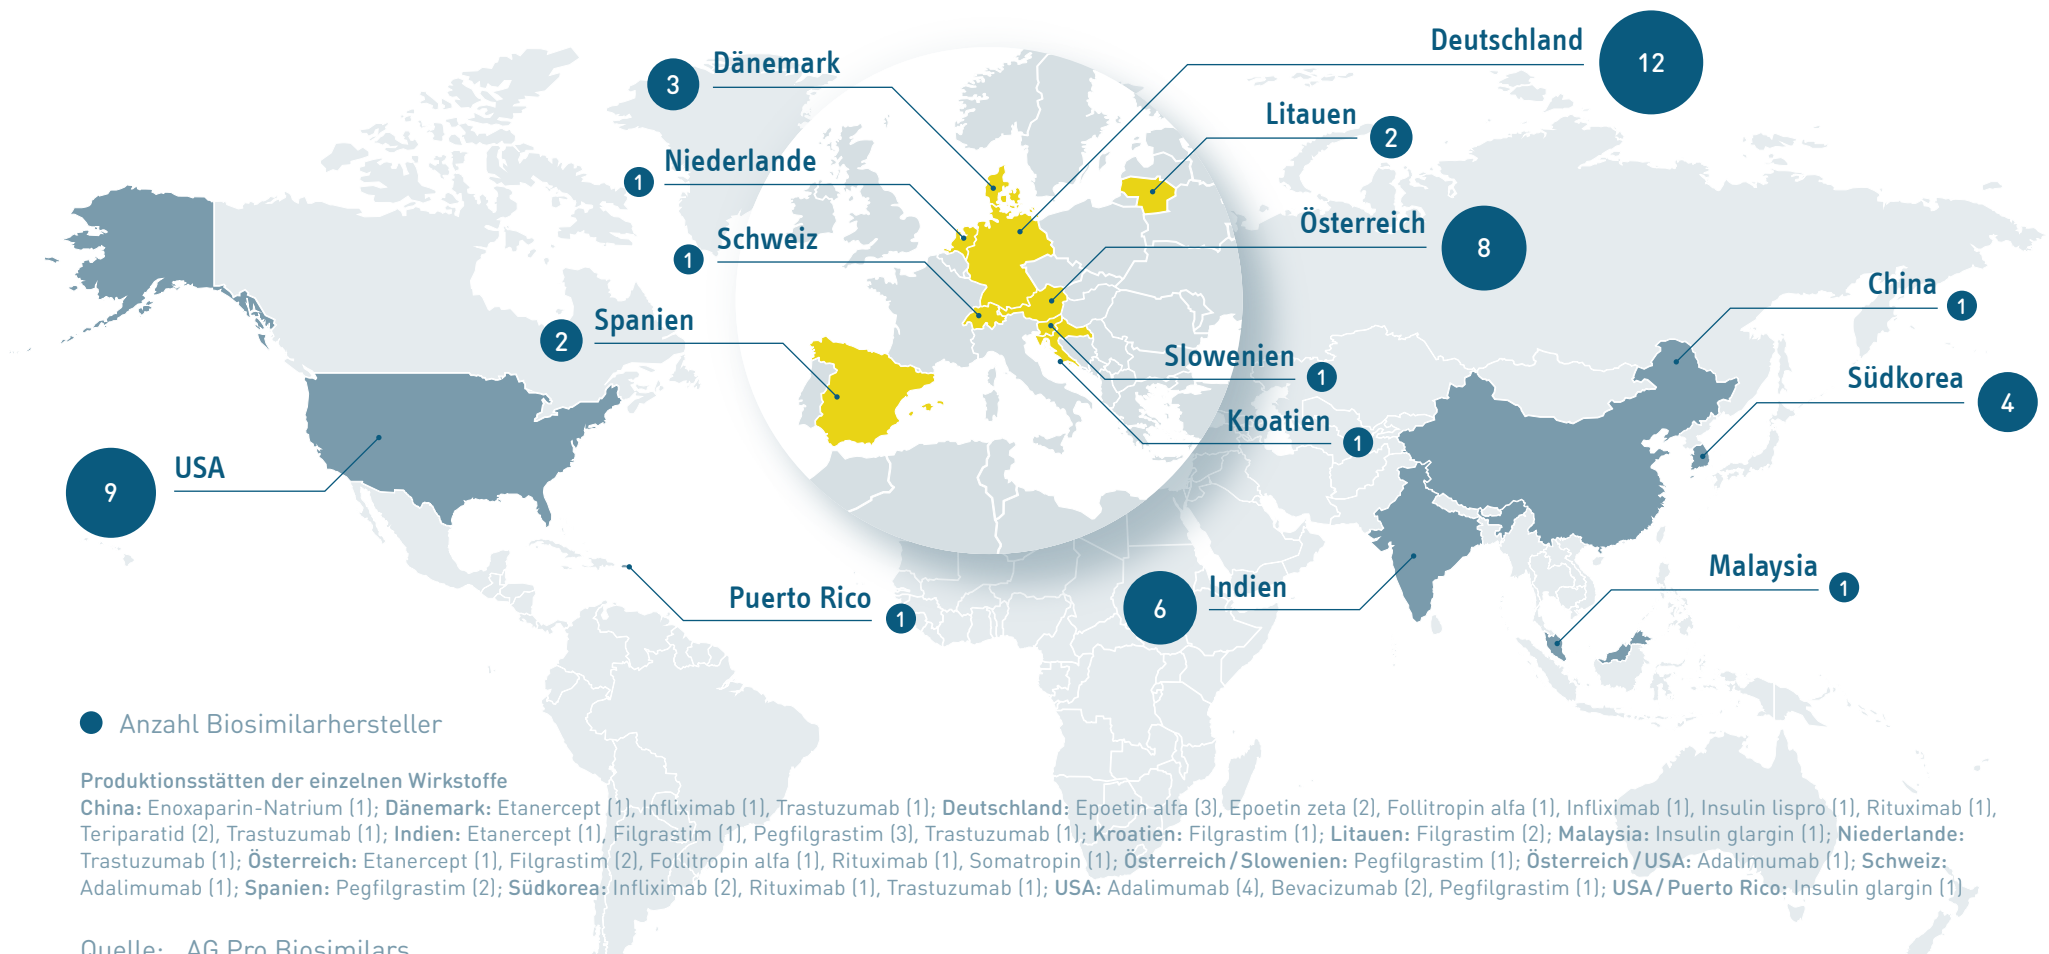 Deutschland
12
Dänemark
3
Litauen
2
Niederlande
1
Österreich
8
Schweiz
1
China
1
Spanien
2
Slowenien
1
Südkorea
4
Kroatien
1
USA
9
Malaysia
1
Indien
6
Puerto Rico
1
Anzahl Biosimilarhersteller
Produktionsstätten der einzelnen Wirkstoffe
China: Enoxaparin-Natrium (1); Dänemark: Etanercept (1), Infliximab (1), Trastuzumab (1); Deutschland: Epoetin alfa (3), Epoetin zeta (2), Follitropin alfa (1), Infliximab (1), Insulin lispro (1), Rituximab (1),
Teriparatid (2), Trastuzumab (1); Indien: Etanercept (1), Filgrastim (1), Pegfilgrastim (3), Trastuzumab (1); Kroatien: Filgrastim (1); Litauen: Filgrastim (2); Malaysia: Insulin glargin (1); Niederlande:
Trastuzumab (1); Österreich: Etanercept (1), Filgrastim (2), Follitropin alfa (1), Rituximab (1), Somatropin (1); Österreich/Slowenien: Pegfilgrastim (1); Österreich/USA: Adalimumab (1); Schweiz:
Adalimumab (1); Spanien: Pegfilgrastim (2); Südkorea: Infliximab (2), Rituximab (1), Trastuzumab (1); USA: Adalimumab (4), Bevacizumab (2), Pegfilgrastim (1); USA/Puerto Rico: Insulin glargin (1)
Quelle: AG Pro Biosimilars